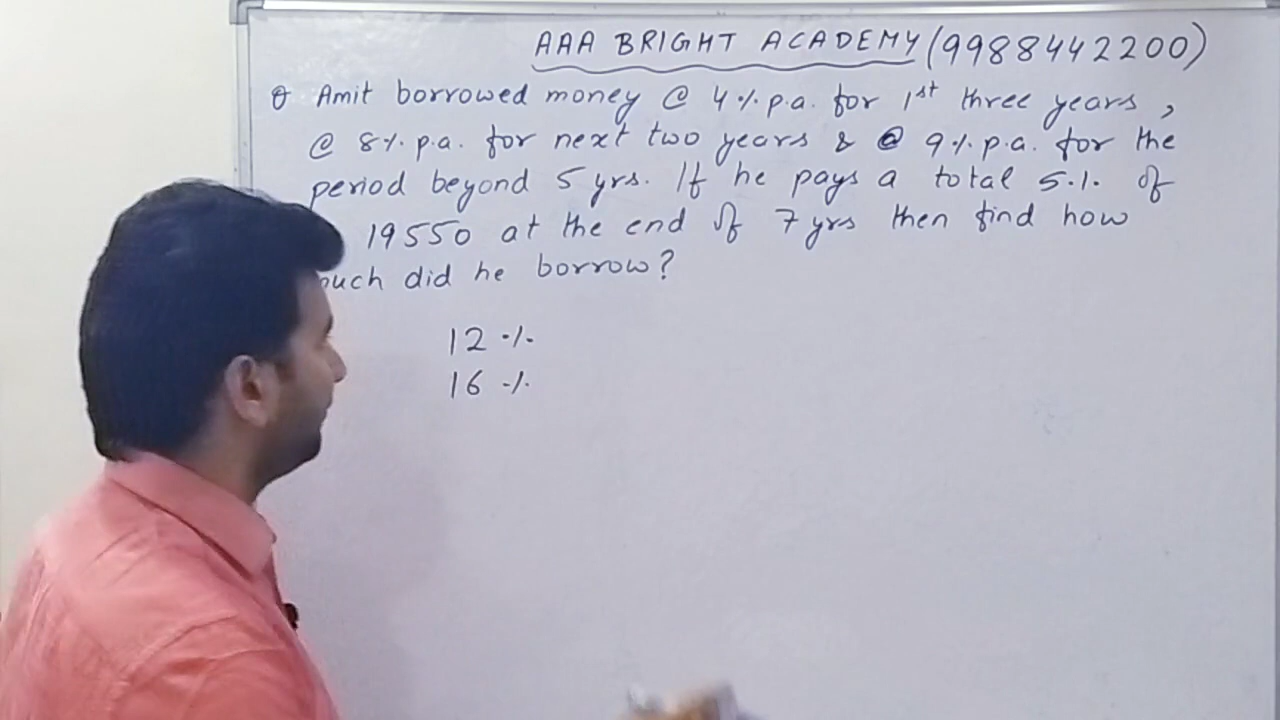 AAA BRIGHT ACADEMY (9988442200)
Q Amit borrowed money @ 4% p.a. for 1st three years,
@ 8% p.a. for next two years & @ 9% p.a. for the
period beyond 5 yrs. If he pays a total S.I. of
19550 at the end of 7 yrs then find how
much did he borrow?
12 %
16 %